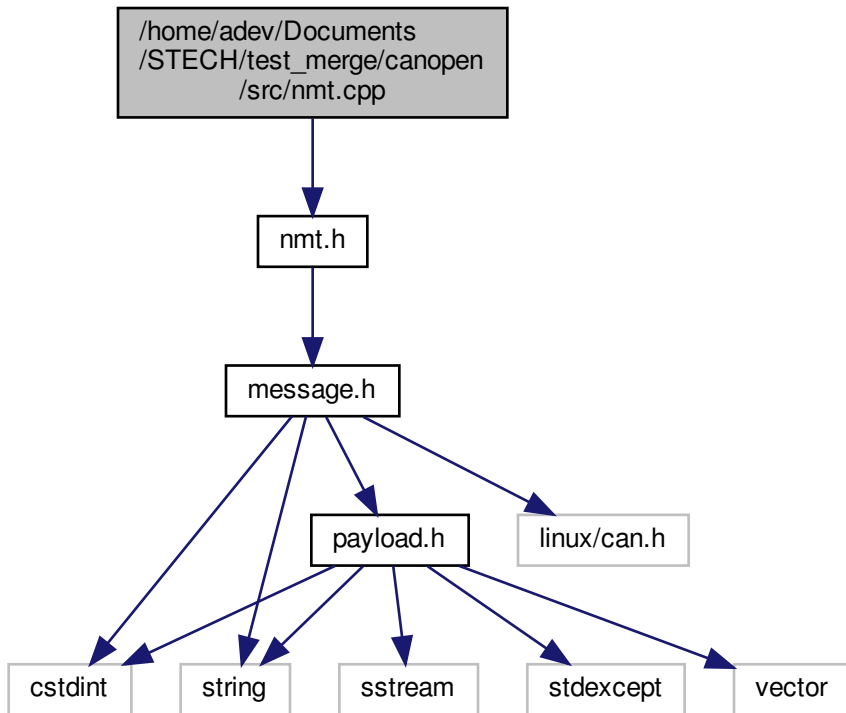 /home/adev/Documents
/STECH/test_merge/canopen
/src/nmt.cpp
nmt.h
message.h
payload.h
linux/can.h
cstdint
string
sstream
stdexcept
vector